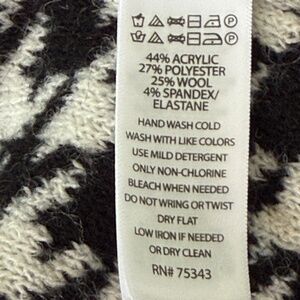 44% ACRYLIC
27% POLYESTER
25% WOOL
4% SPANDEX/
ELASTANE
HAND WASH COLD
WASH WITH LIKE COLORS
USE MILD DETERGENT
ONLY NON-CHLORINE
BLEACH WHEN NEEDED
DO NOT WRING OR TWIST
DRY FLAT
LOW IRON IF NEEDED
OR DRY CLEAN
RN# 75343